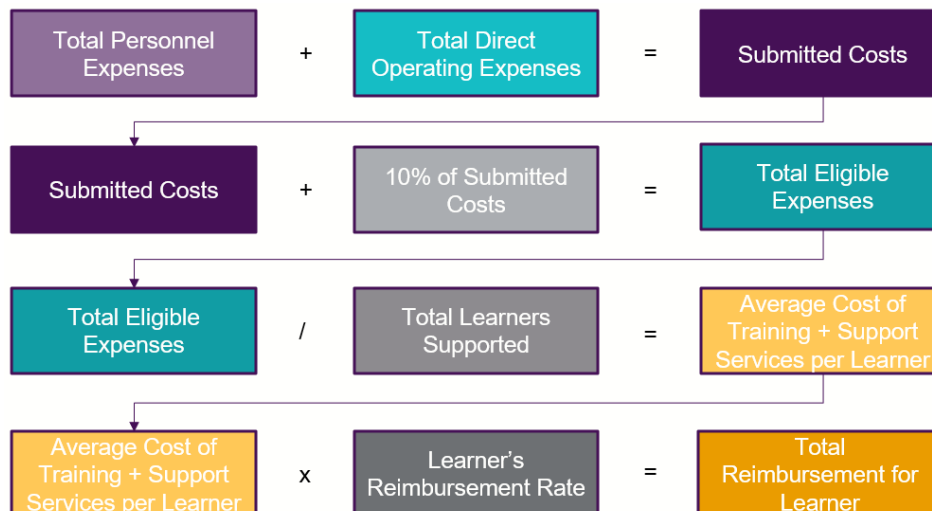 Total Personnel
Expenses
+
Total Direct
Operating Expenses
=
Submitted Costs
Submitted Costs
+
10% of Submitted
Costs
=
Total Eligible
Expenses
Total Eligible
Expenses
/
Total Learners
Supported
=
Average Cost of
Training + Support
Services per Learner
Average Cost of
Training + Support
Services per Learner
x
Learner’s
Reimbursement Rate
=
Total
Reimbursement for
Learner